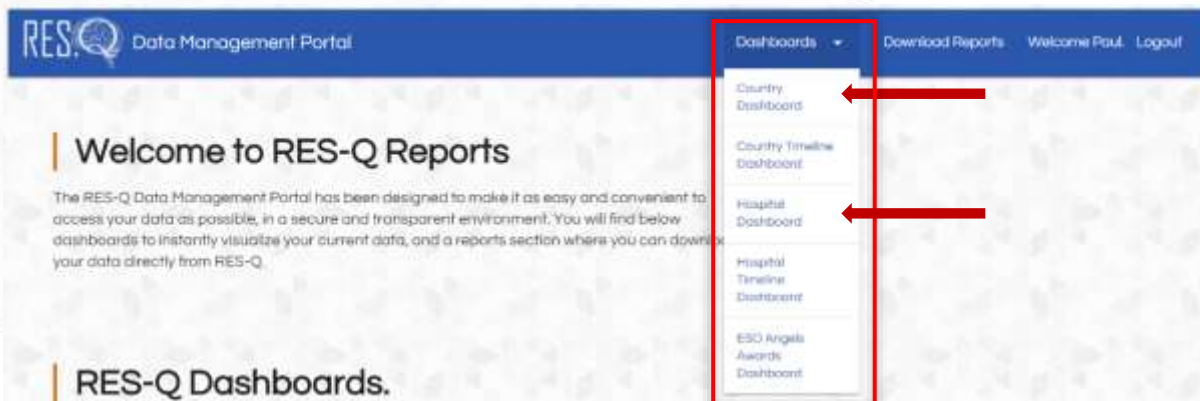 RES-Q Data Management Portal
Dashboards
Download Reports
Welcome Paul
Logout
Country
Dashboard
Country Timeline
Dashboard
Hospital
Dashboard
Hospital
Timeline
Dashboard
ESO Angels
Awards
Dashboard
Welcome to RES-Q Reports
The RES-Q Data Management Portal has been designed to make it as easy and convenient to
access your data as possible, in a secure and transparent environment. You will find below
dashboards to instantly visualize your current data, and a reports section where you can
your data directly from RES-Q.
RES-Q Dashboards.